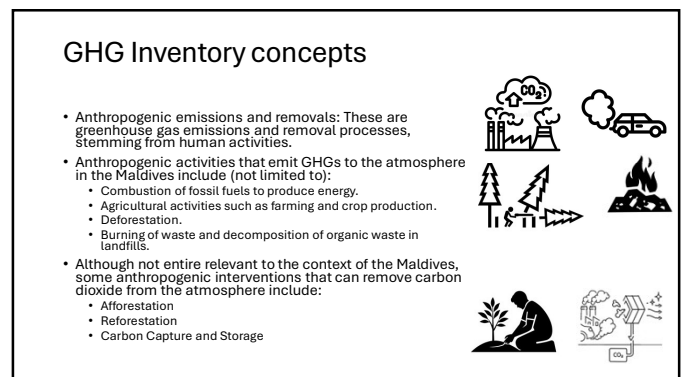 GHG Inventory concepts
• Anthropogenic emissions and removals: These are
greenhouse gas emissions and removal processes,
stemming from human activities.
• Anthropogenic activities that emit GHGs to the atmosphere
in the Maldives include (not limited to):
• Combustion of fossil fuels to produce energy.
• Agricultural activities such as farming and crop production.
• Deforestation.
• Burning of waste and decomposition of organic waste in
landfills.
• Although not entire relevant to the context of the Maldives,
some anthropogenic interventions that can remove carbon
dioxide from the atmosphere include:
• Afforestation
• Reforestation
• Carbon Capture and Storage
CO₂
CO₂